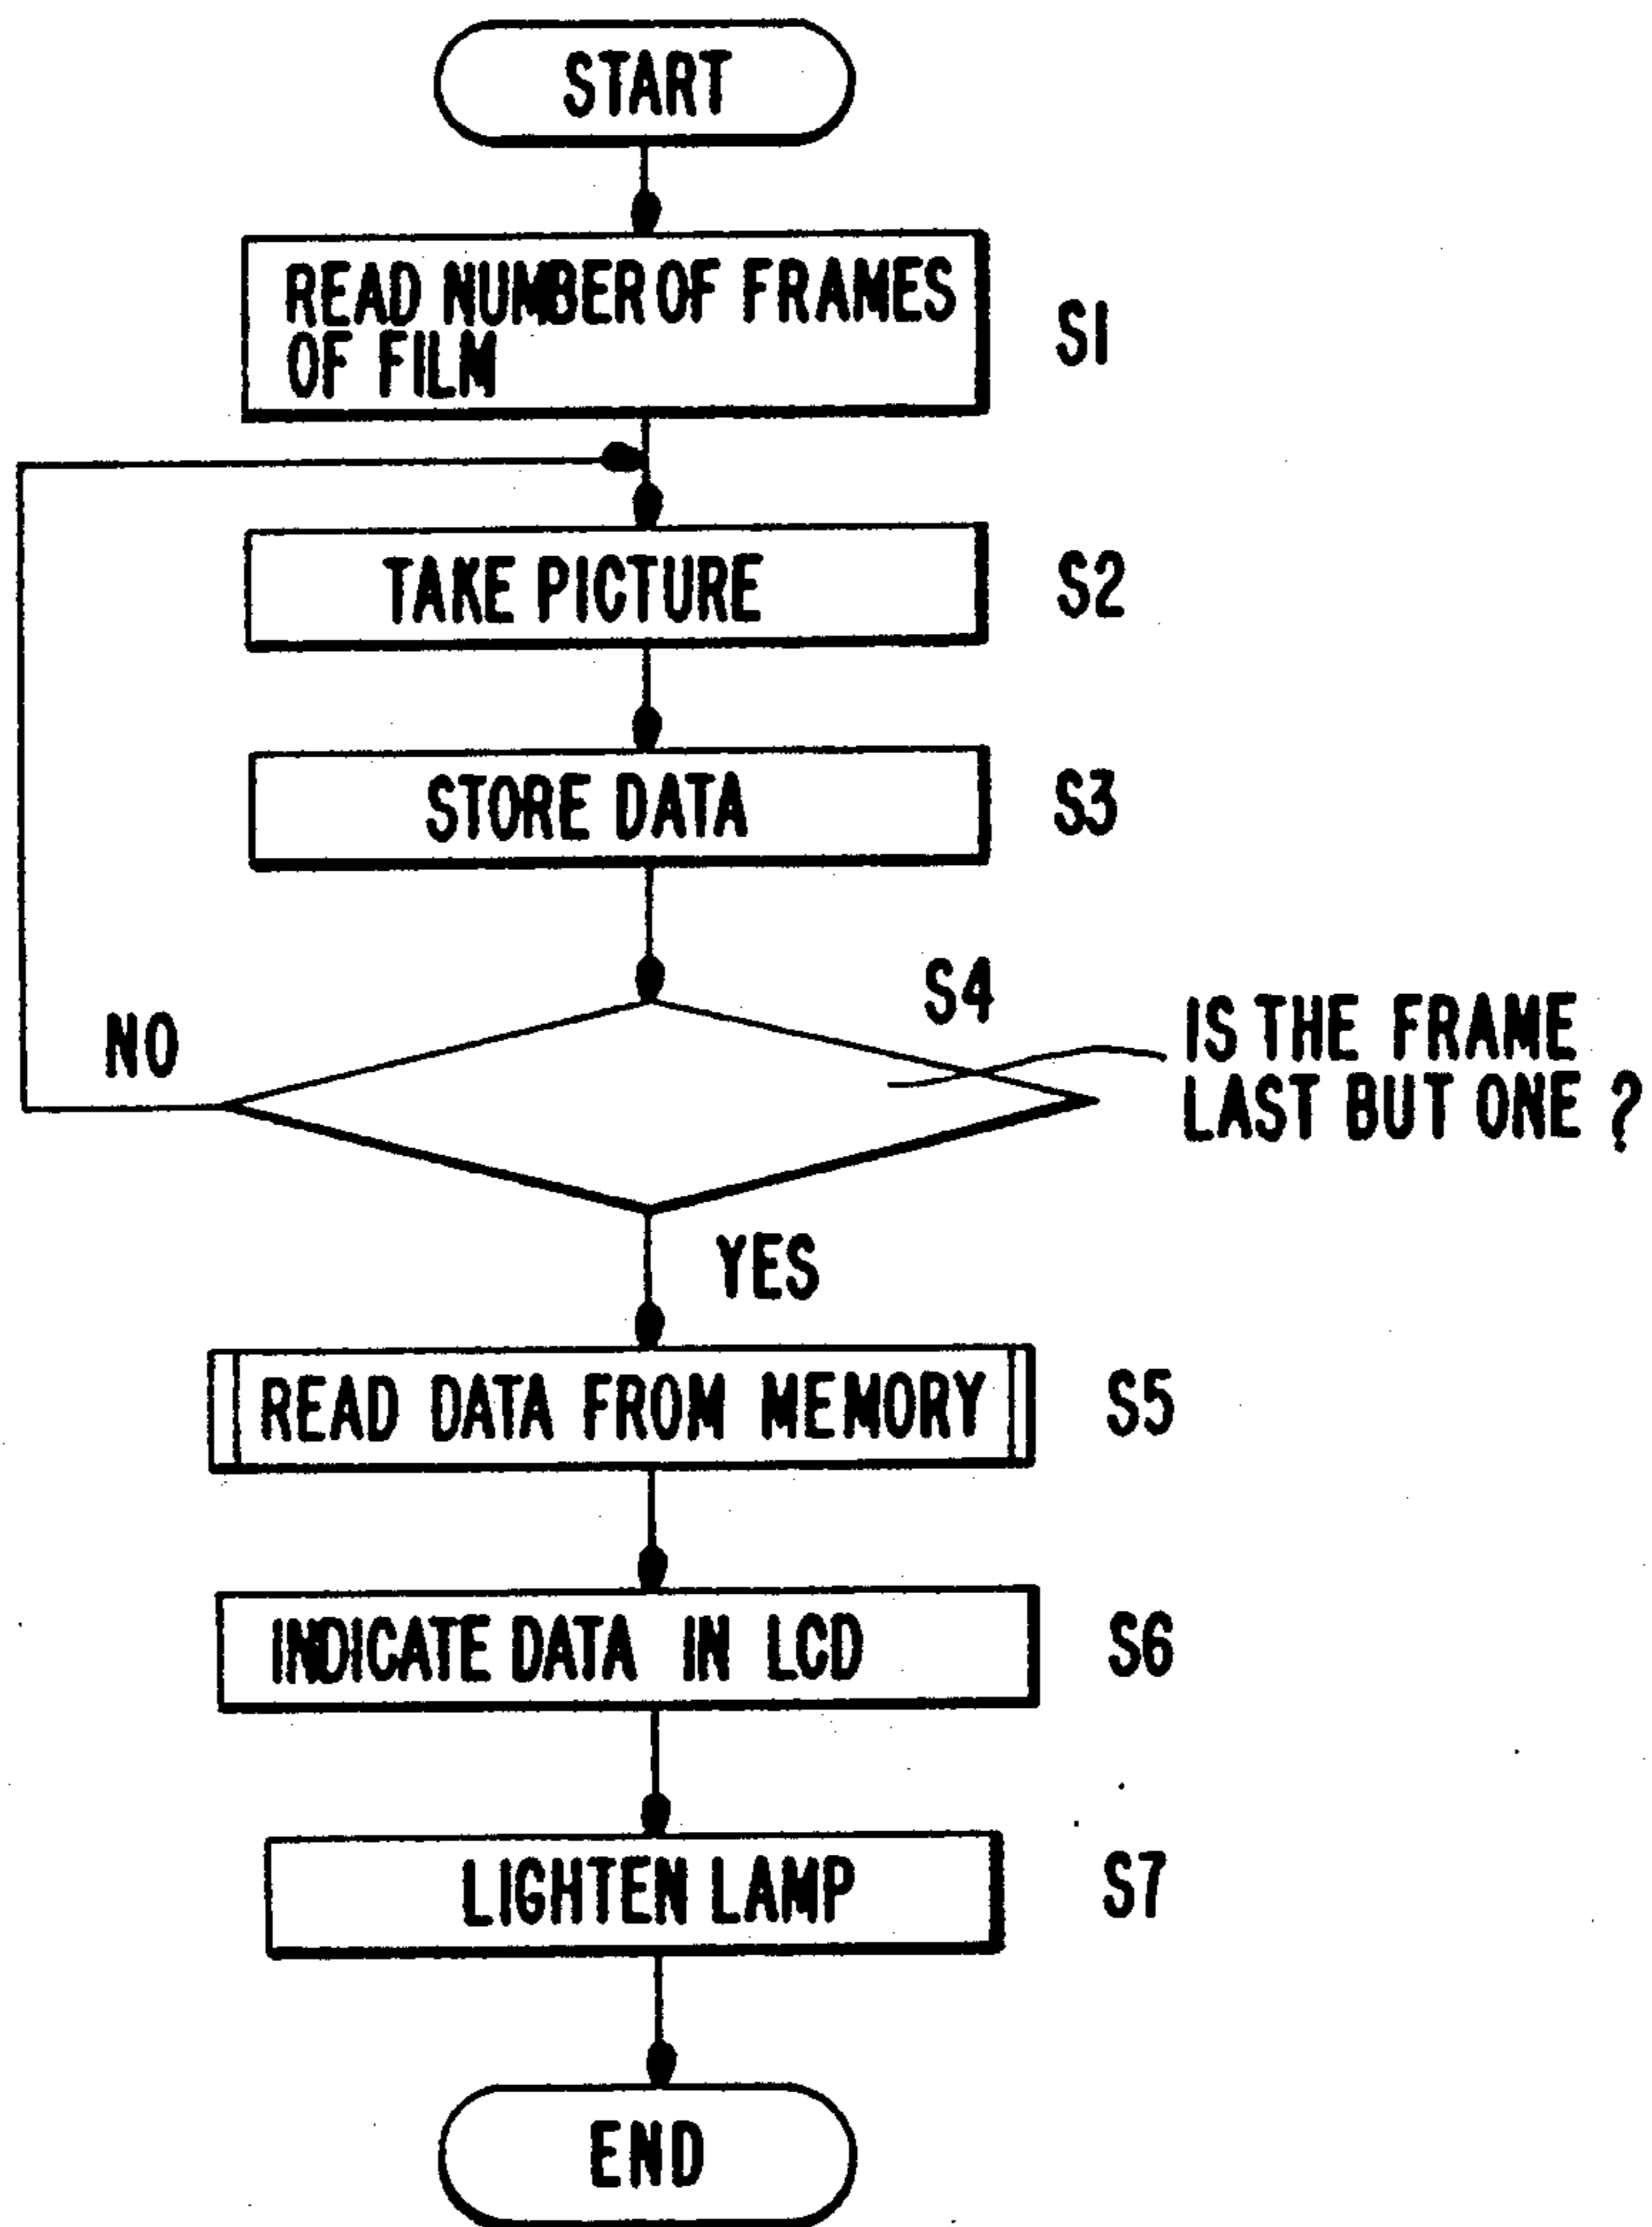 START
READ NUMBER OF FRAMES
OF FILM
S1
TAKE PICTURE
S2
STORE DATA
S3
S4
NO
IS THE FRAME
LAST BUT ONE ?
YES
READ DATA FROM MEMORY
S5
INDICATE DATA IN LCD
S6
LIGHTEN LAMP
S7
END